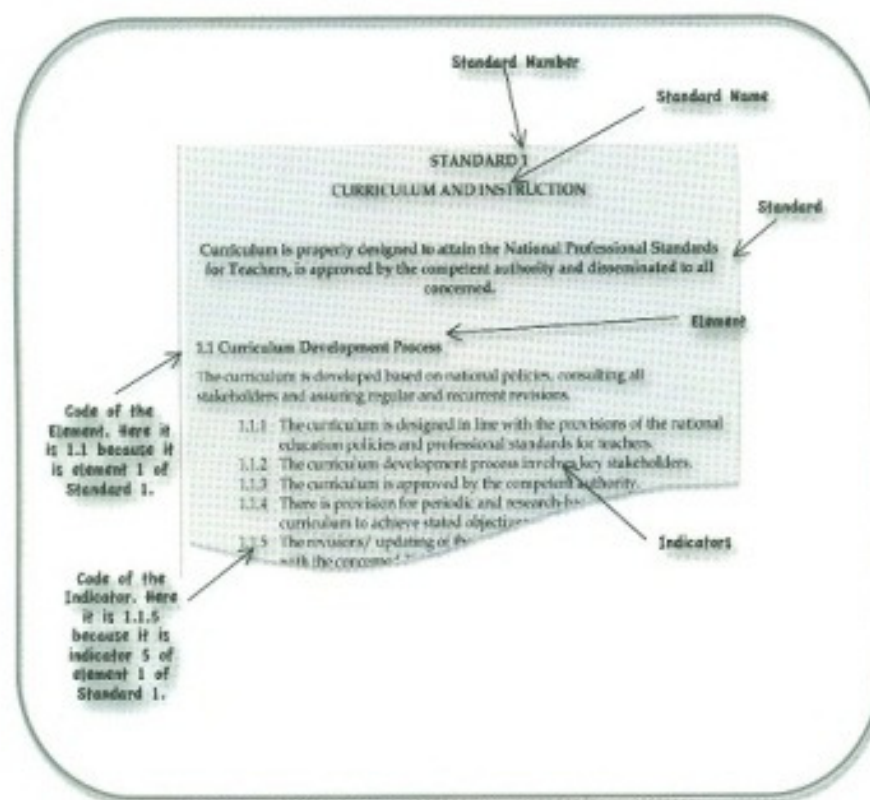 Standard Number
Standard Name
STANDARD 1
CURRICULUM AND INSTRUCTION
Standard
Curriculum is properly designed to attain the National Professional Standards
for Teachers, is approved by the competent authority and disseminated to all
concerned.
Element
1.1 Curriculum Development Process
The curriculum is developed based on national policies, consulting all
stakeholders and assuring regular and recurrent revisions.
Code of the
Element. Here it
is 1.1 because it
is element 1 of
Standard 1.
1.1.1 The curriculum is designed in line with the provisions of the national
education policies and professional standards for teachers.
1.1.2 The curriculum development process involves key stakeholders.
1.1.3 The curriculum is approved by the competent authority.
1.1.4 There is provision for periodic and research-
curriculum to achieve stated
1.1.5 The revisions/ updating of
with the concerned
Indicators
Code of the
Indicator. Here
it is 1.1.5
because it is
indicator 5 of
element 1 of
Standard 1.